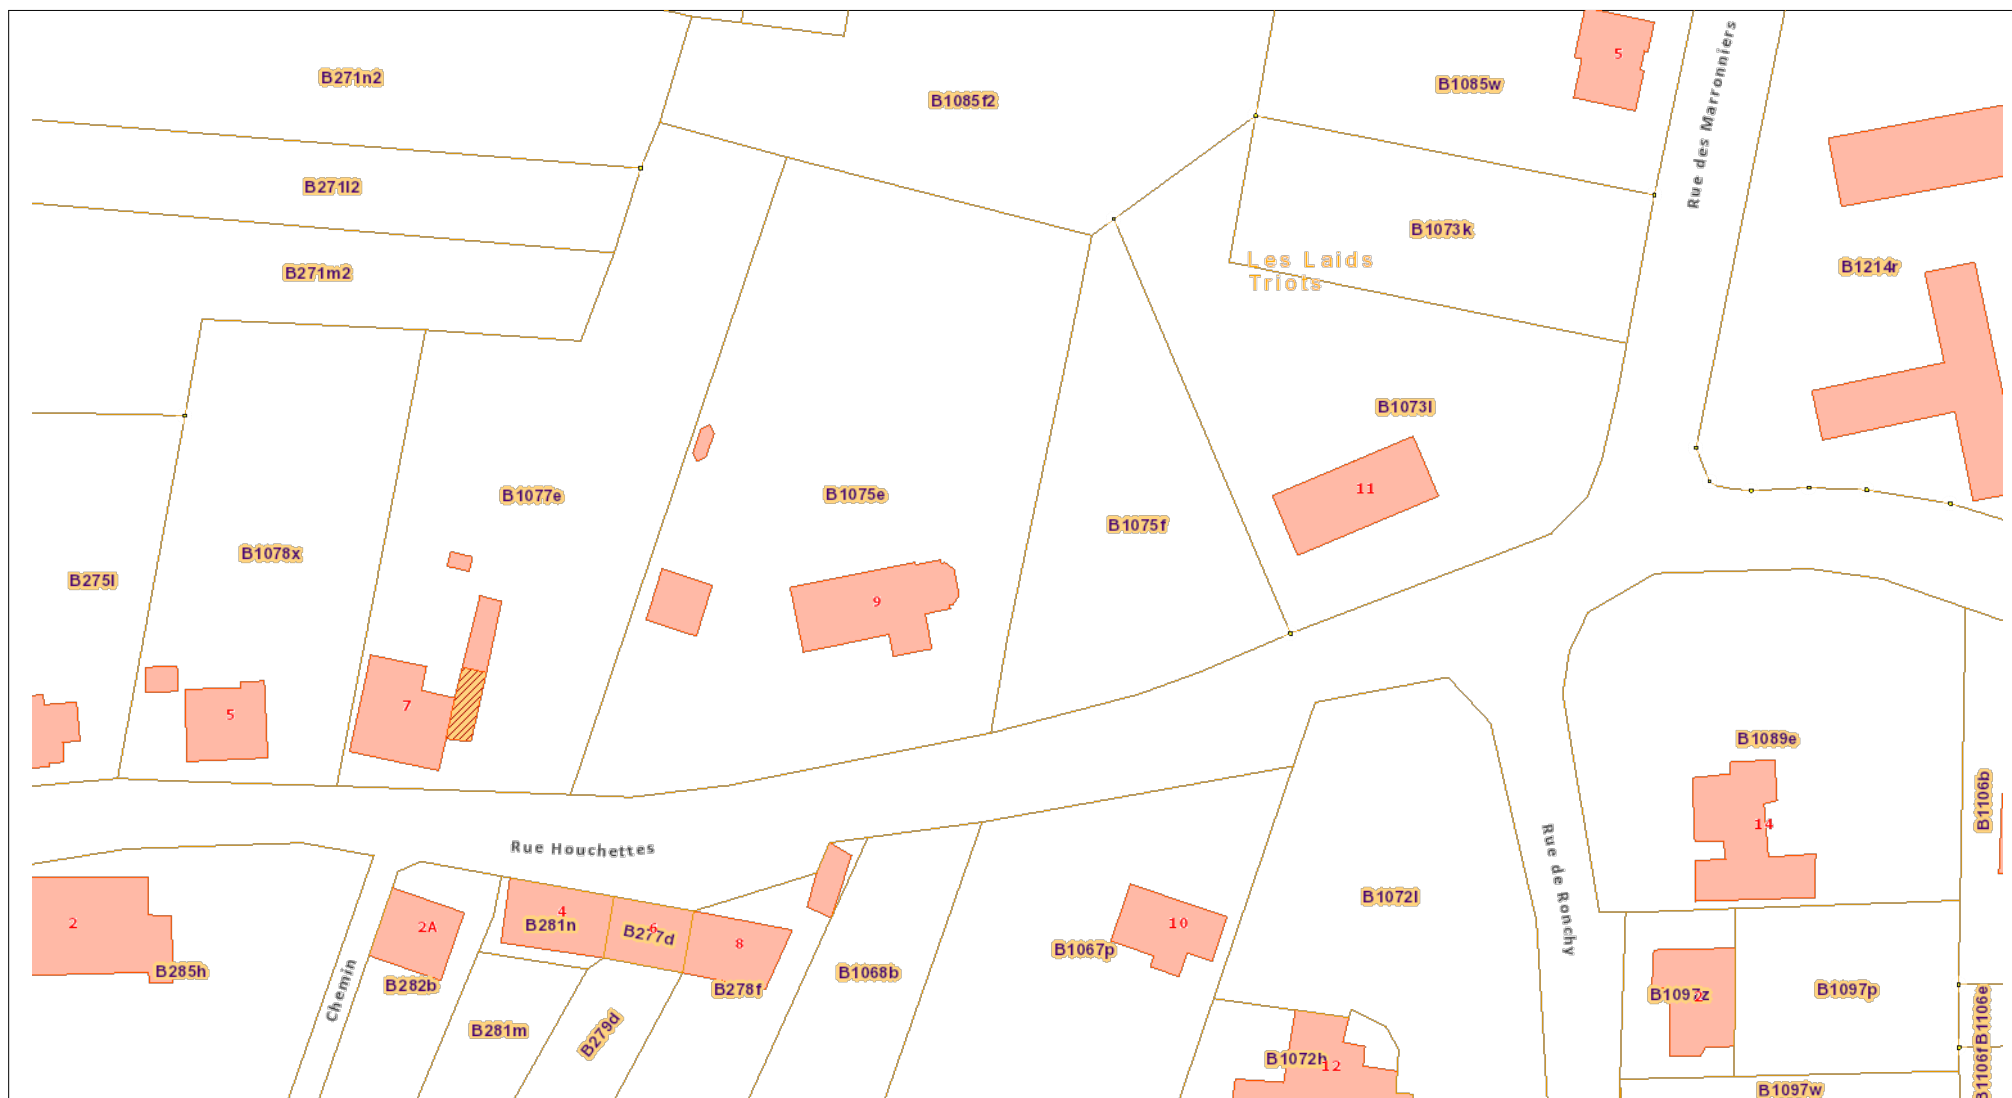 B271n2
B1085f2
B1085w
5
Rue des Marronniers
B271l2
B1073k
Les Laids
Triots
B271m2
B1214r
B1073l
B1077e
B1075e
11
B1075f
B1078x
B275l
9
7
5
B1089e
B1106b
14
Rue Houchettes
Rue de Ronchy
2
2A
4
B281n
6
B277d
8
10
B1072l
B285h
B282b
Chemin
B278f
B1068b
B1067p
B1097z
2
B1097p
B281m
B279d
B1106e
B1072h
12
B1106f
B1097w